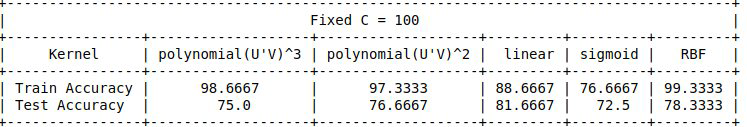 Fixed C = 100
Kernel polynomial(U'V)^3 polynomial(U'V)^2 linear sigmoid RBF
Train Accuracy 98.6667 97.3333 88.6667 76.6667 99.3333
Test Accuracy 75.0 76.6667 81.6667 72.5 78.3333